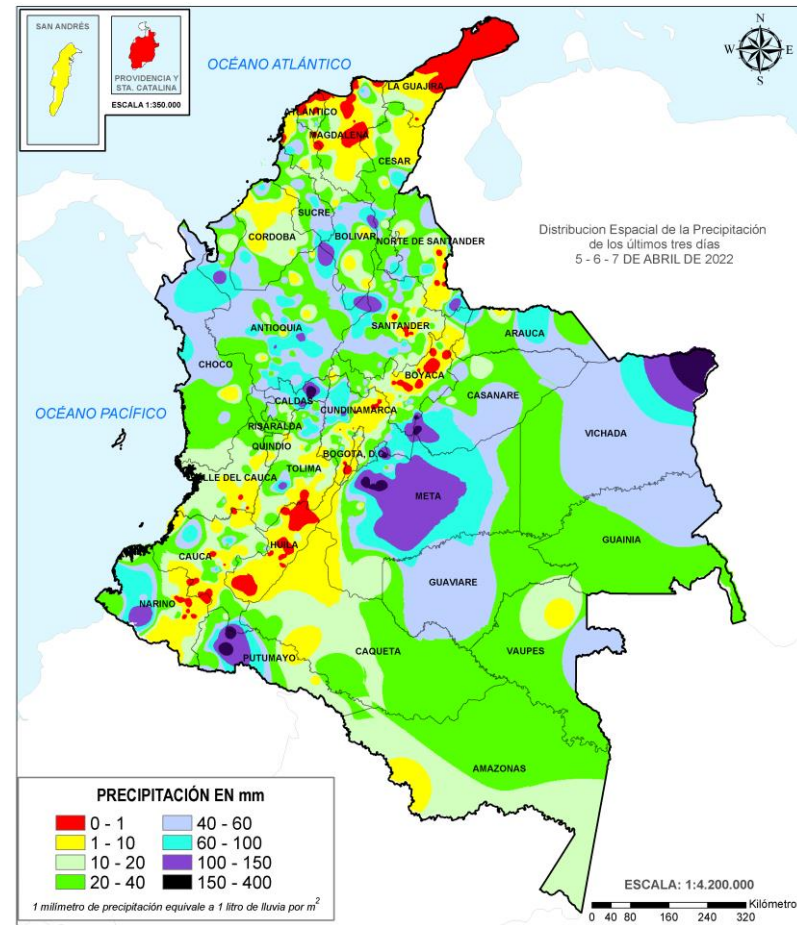 SAN ANDRÉS
PROVIDENCIA Y
STA. CATALINA
ESCALA 1:350.000
OCÉANO ATLÁNTICO
N
W
E
S
LA GUAJIRA
ATLANTICO
MAGDALENA
CESAR
SUCRE
CORDOBA
BOLIVAR
NORTE DE SANTANDER
Distribucion Espacial de la Precipitación
de los últimos tres días
5 - 6 - 7 DE ABRIL DE 2022
ANTIOQUIA
SANTANDER
ARAUCA
CHOCO
BOYACA
CASANARE
CALDAS
CUNDINAMARCA
OCÉANO PACÍFICO
RISARALDA
VICHADA
QUINDIO
BOGOTA, D.C.
TOLIMA
VALLE DEL CAUCA
META
GUAINIA
HUILA
CAUCA
GUAVIARE
NARINO
CAQUETA
VAUPES
PUTUMAYO
AMAZONAS
PRECIPITACIÓN EN mm
0 - 1
40 - 60
1 - 10
60 - 100
10 - 20
100 - 150
20 - 40
150 - 400
1 milímetro de precipitación equivale a 1 litro de lluvia por m²
ESCALA: 1:4.200.000
Kilómetro
0 40 80 160 240 320